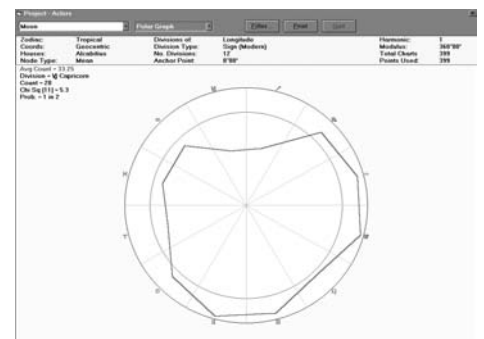 Project - Actors
Moon Polar Graph Filter Print Quit
Zodiac: Tropical Divisions of: Longitude Harmonic: 1
Coords: Geocentric Division Type: Sign (Modern) Modulus: 360°00'
Houses: Alcabitius No. Divisions: 12 Total Charts 399
Node Type: Mean Anchor Point 0°00' Points Used: 399
Avg Count = 33.25
Division = ♑ Capricorn
Count = 28
Chi Sq (11) = 5.3
Prob. = 1 in 2